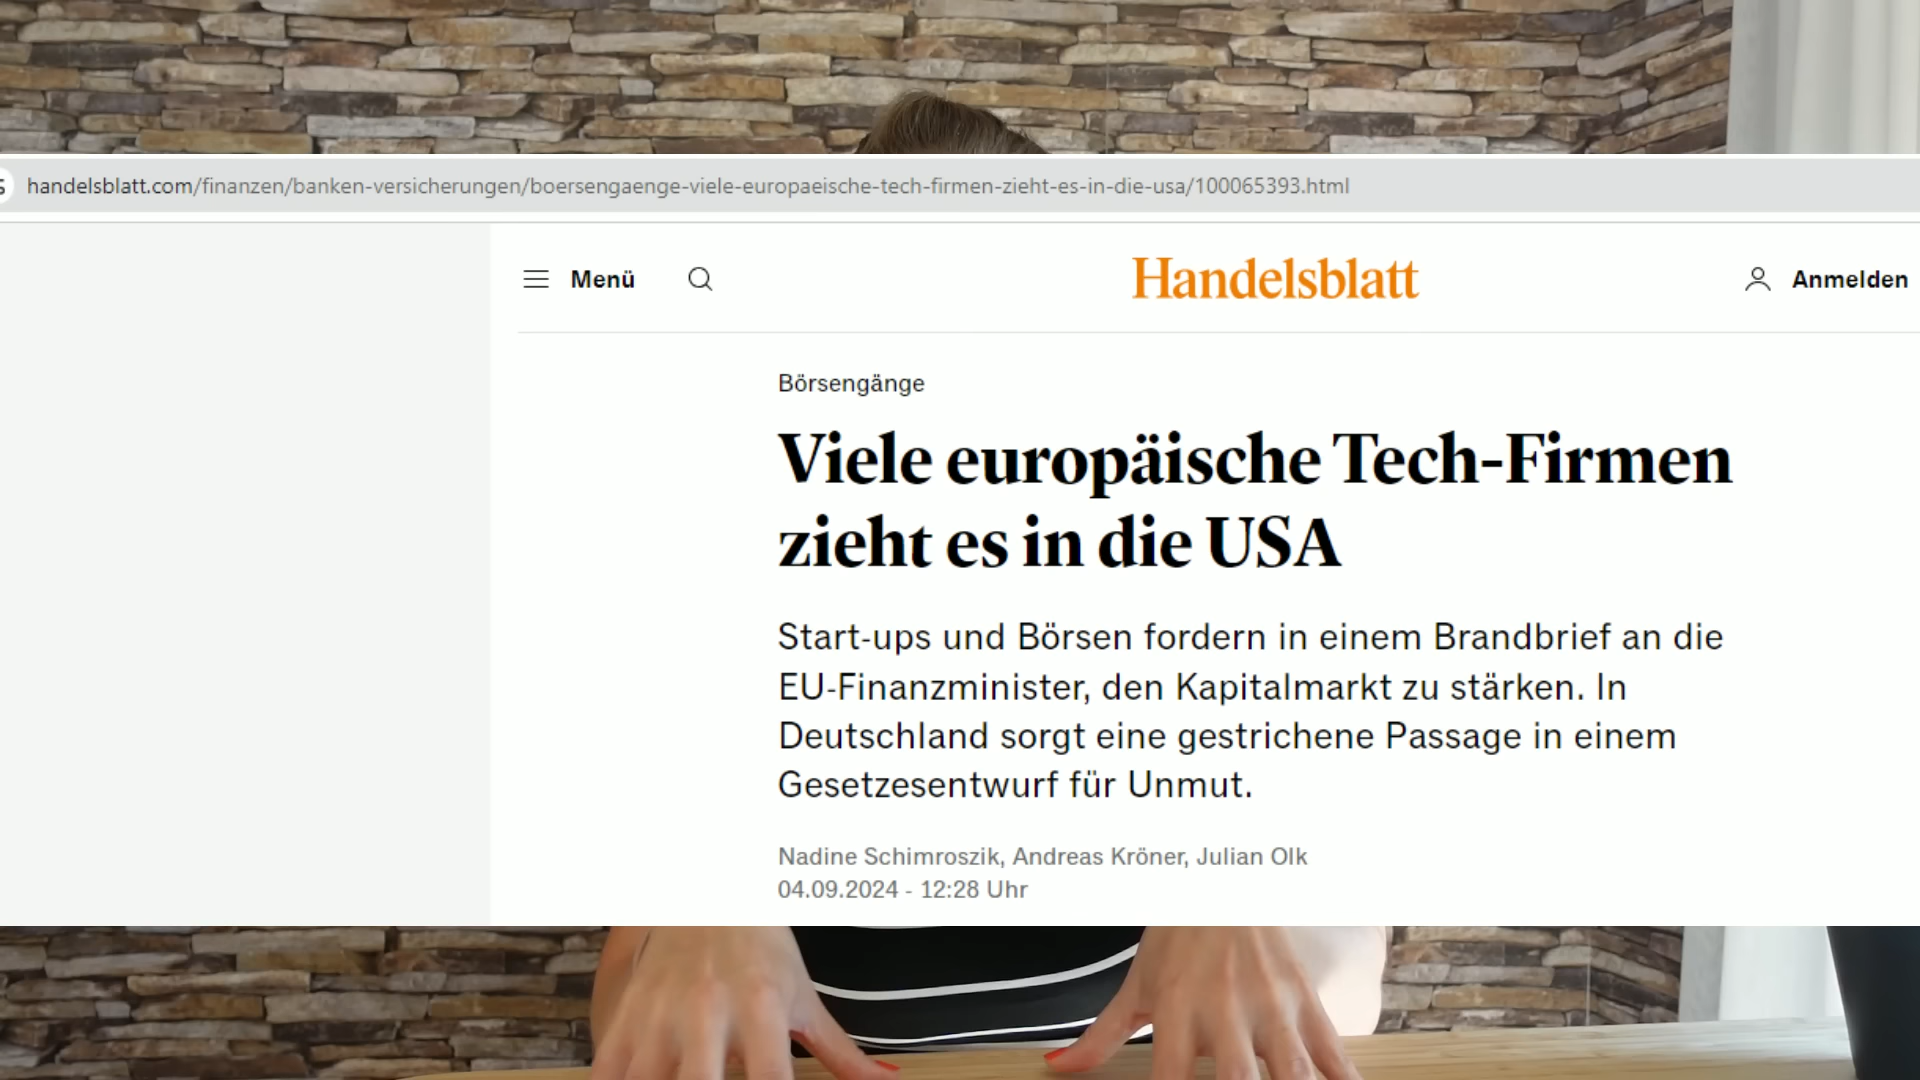 handelsblatt.com/finanzen/banken-versicherungen/boersengaenge-viele-europaeische-tech-firmen-zieht-es-in-die-usa/100065393.html
Menü
Handelsblatt
Anmelden
Börsengänge
Viele europäische Tech-Firmen
zieht es in die USA
Start-ups und Börsen fordern in einem Brandbrief an die
EU-Finanzminister, den Kapitalmarkt zu stärken. In
Deutschland sorgt eine gestrichene Passage in einem
Gesetzesentwurf für Unmut.
Nadine Schimroszik, Andreas Kröner, Julian Olk
04.09.2024 - 12:28 Uhr